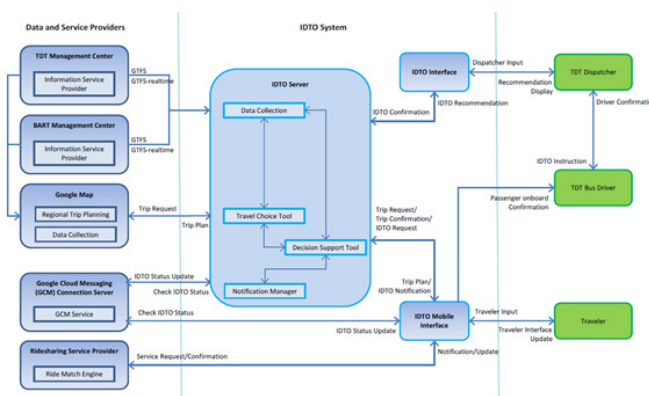 Data and Service Providers
IDTO System
TDT Management Center
Information Service
Provider
GTFS
GTFS-realtime
BART Management Center
Information Service
Provider
GTFS
GTFS-realtime
Google Map
Regional Trip Planning
Data Collection
Trip Request
Trip Plan
Google Cloud Messaging
(GCM) Connection Server
GCM Service
IDTO Status Update
Check IDTO Status
Check IDTO Status
IDTO Status Update
Ridesharing Service Provider
Ride Match Engine
Service Request/Confirmation
IDTO Server
Data Collection
Travel Choice Tool
Decision Support Tool
Notification Manager
IDTO Interface
IDTO Recommendation
IDTO Confirmation
Dispatcher Input
Recommendation
Display
TDT Dispatcher
Driver Confirmation
IDTO Instruction
TDT Bus Driver
Passenger onboard
Confirmation
Trip Request/
Trip Confirmation/
IDTO Request
Trip Plan/
IDTO Notification
IDTO Mobile
Interface
Traveler Input
Traveler Interface
Update
Traveler
Notification/Update